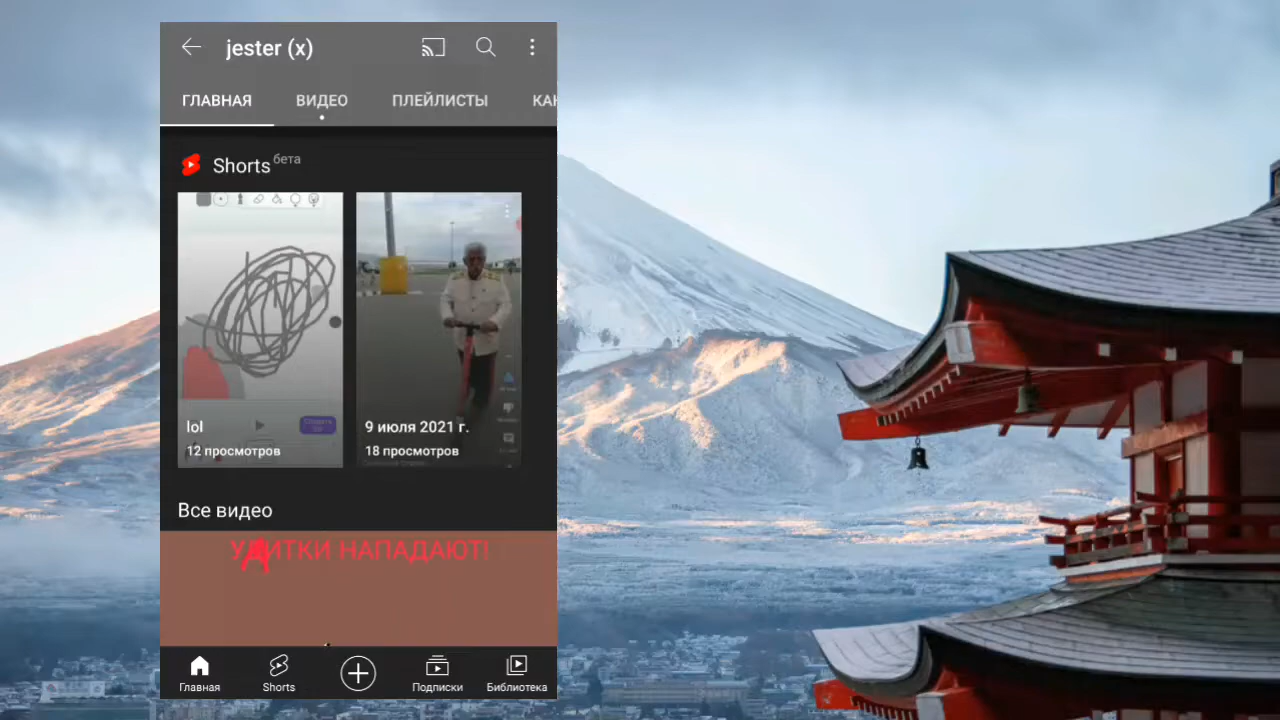 jester (x)
ГЛАВНАЯ ВИДЕО ПЛЕЙЛИСТЫ КАН
Shorts бета
lol
12 просмотров
9 июля 2021 г.
18 просмотров
Все видео
УЛИТКИ НАПАДАЮТ!
Главная Shorts Подписки Библиотека